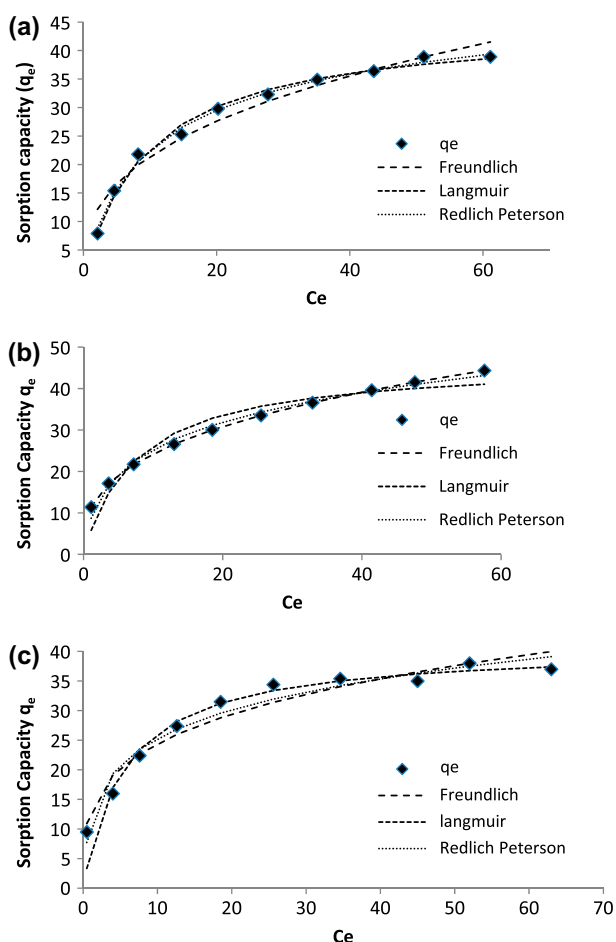 (a)
Sorption capacity (qe)
45
40
35
30
25
20
15
10
5
0
20
40
60
Ce
qe
Freundlich
Langmuir
Redlich Peterson
(b)
Sorption Capacity qe
50
40
30
20
10
0
0
20
40
60
Ce
qe
Freundlich
Langmuir
Redlich Peterson
(c)
Sorption Capacity qe
40
35
30
25
20
15
10
5
0
0
10
20
30
40
50
60
70
Ce
qe
Freundlich
langmuir
Redlich Peterson